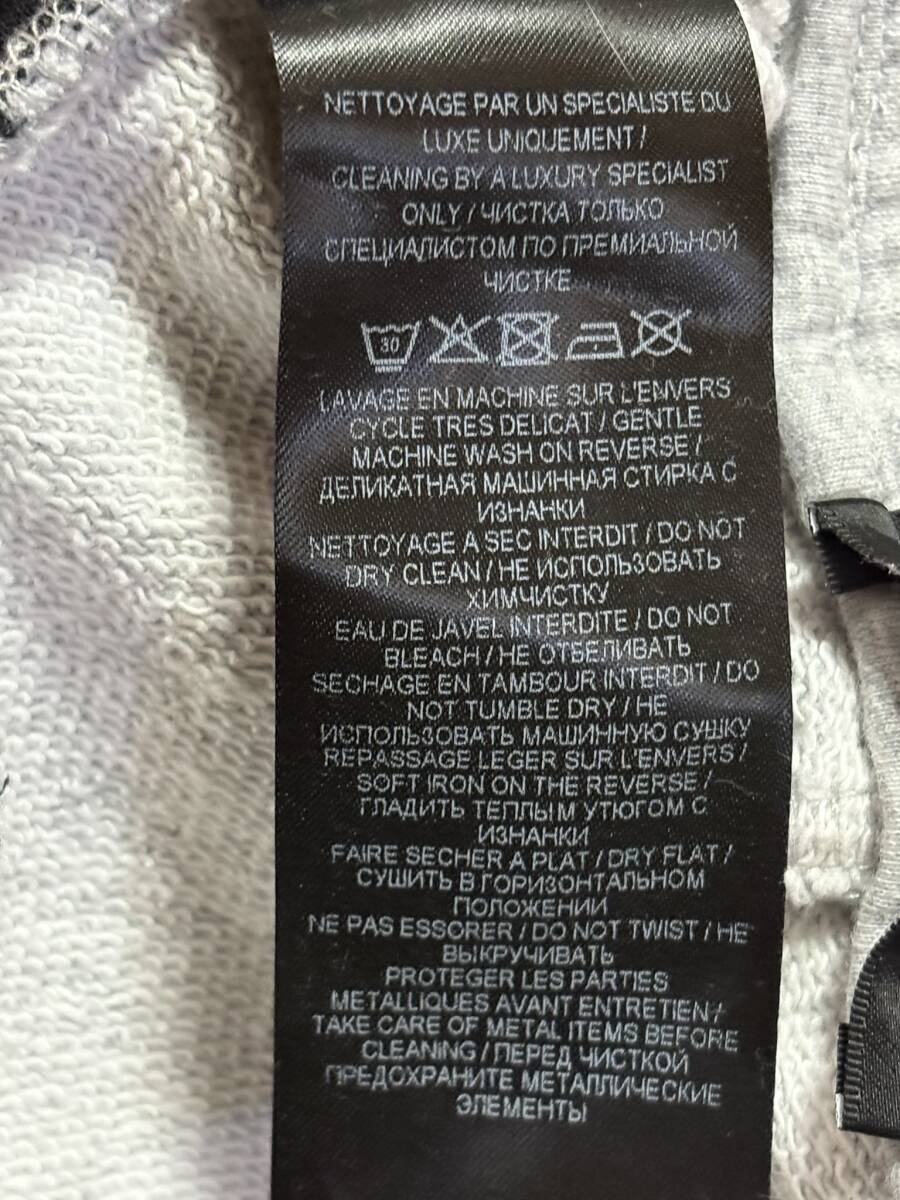 NETTOYAGE PAR UN SPECIALISTE DU
LUXE UNIQUEMENT /
CLEANING BY A LUXURY SPECIALIST
ONLY / ЧИСТКА ТОЛЬКО
СПЕЦИАЛИСТОМ ПО ПРЕМИАЛЬНОЙ
ЧИСТКЕ
30
LAVAGE EN MACHINE SUR L'ENVERS
CYCLE TRES DELICAT / GENTLE
MACHINE WASH ON REVERSE /
ДЕЛИКАТНАЯ МАШИННАЯ СТИРКА С
ИЗНАНКИ
NETTOYAGE A SEC INTERDIT / DO NOT
DRY CLEAN / НЕ ИСПОЛЬЗОВАТЬ
ХИМЧИСТКУ
EAU DE JAVEL INTERDITE / DO NOT
BLEACH / НЕ ОТБЕЛИВАТЬ
SECHAGE EN TAMBOUR INTERDIT / DO
NOT TUMBLE DRY / НЕ
ИСПОЛЬЗОВАТЬ МАШИННУЮ СУШКУ
REPASSAGE LEGER SUR L'ENVERS /
SOFT IRON ON THE REVERSE /
ГЛАДИТЬ ТЕПЛЫМ УТЮГОМ С
ИЗНАНКИ
FAIRE SECHER A PLAT / DRY FLAT /
СУШИТЬ В ГОРИЗОНТАЛЬНОМ
ПОЛОЖЕНИИ
NE PAS ESSORER / DO NOT TWIST / НЕ
ВЫКРУЧИВАТЬ
PROTEGER LES PARTIES
METALLIQUES AVANT ENTRETIEN /
TAKE CARE OF METAL ITEMS BEFORE
CLEANING / ПЕРЕД ЧИСТКОЙ
ПРЕДОХРАНИТЕ МЕТАЛЛИЧЕСКИЕ
ЭЛЕМЕНТЫ